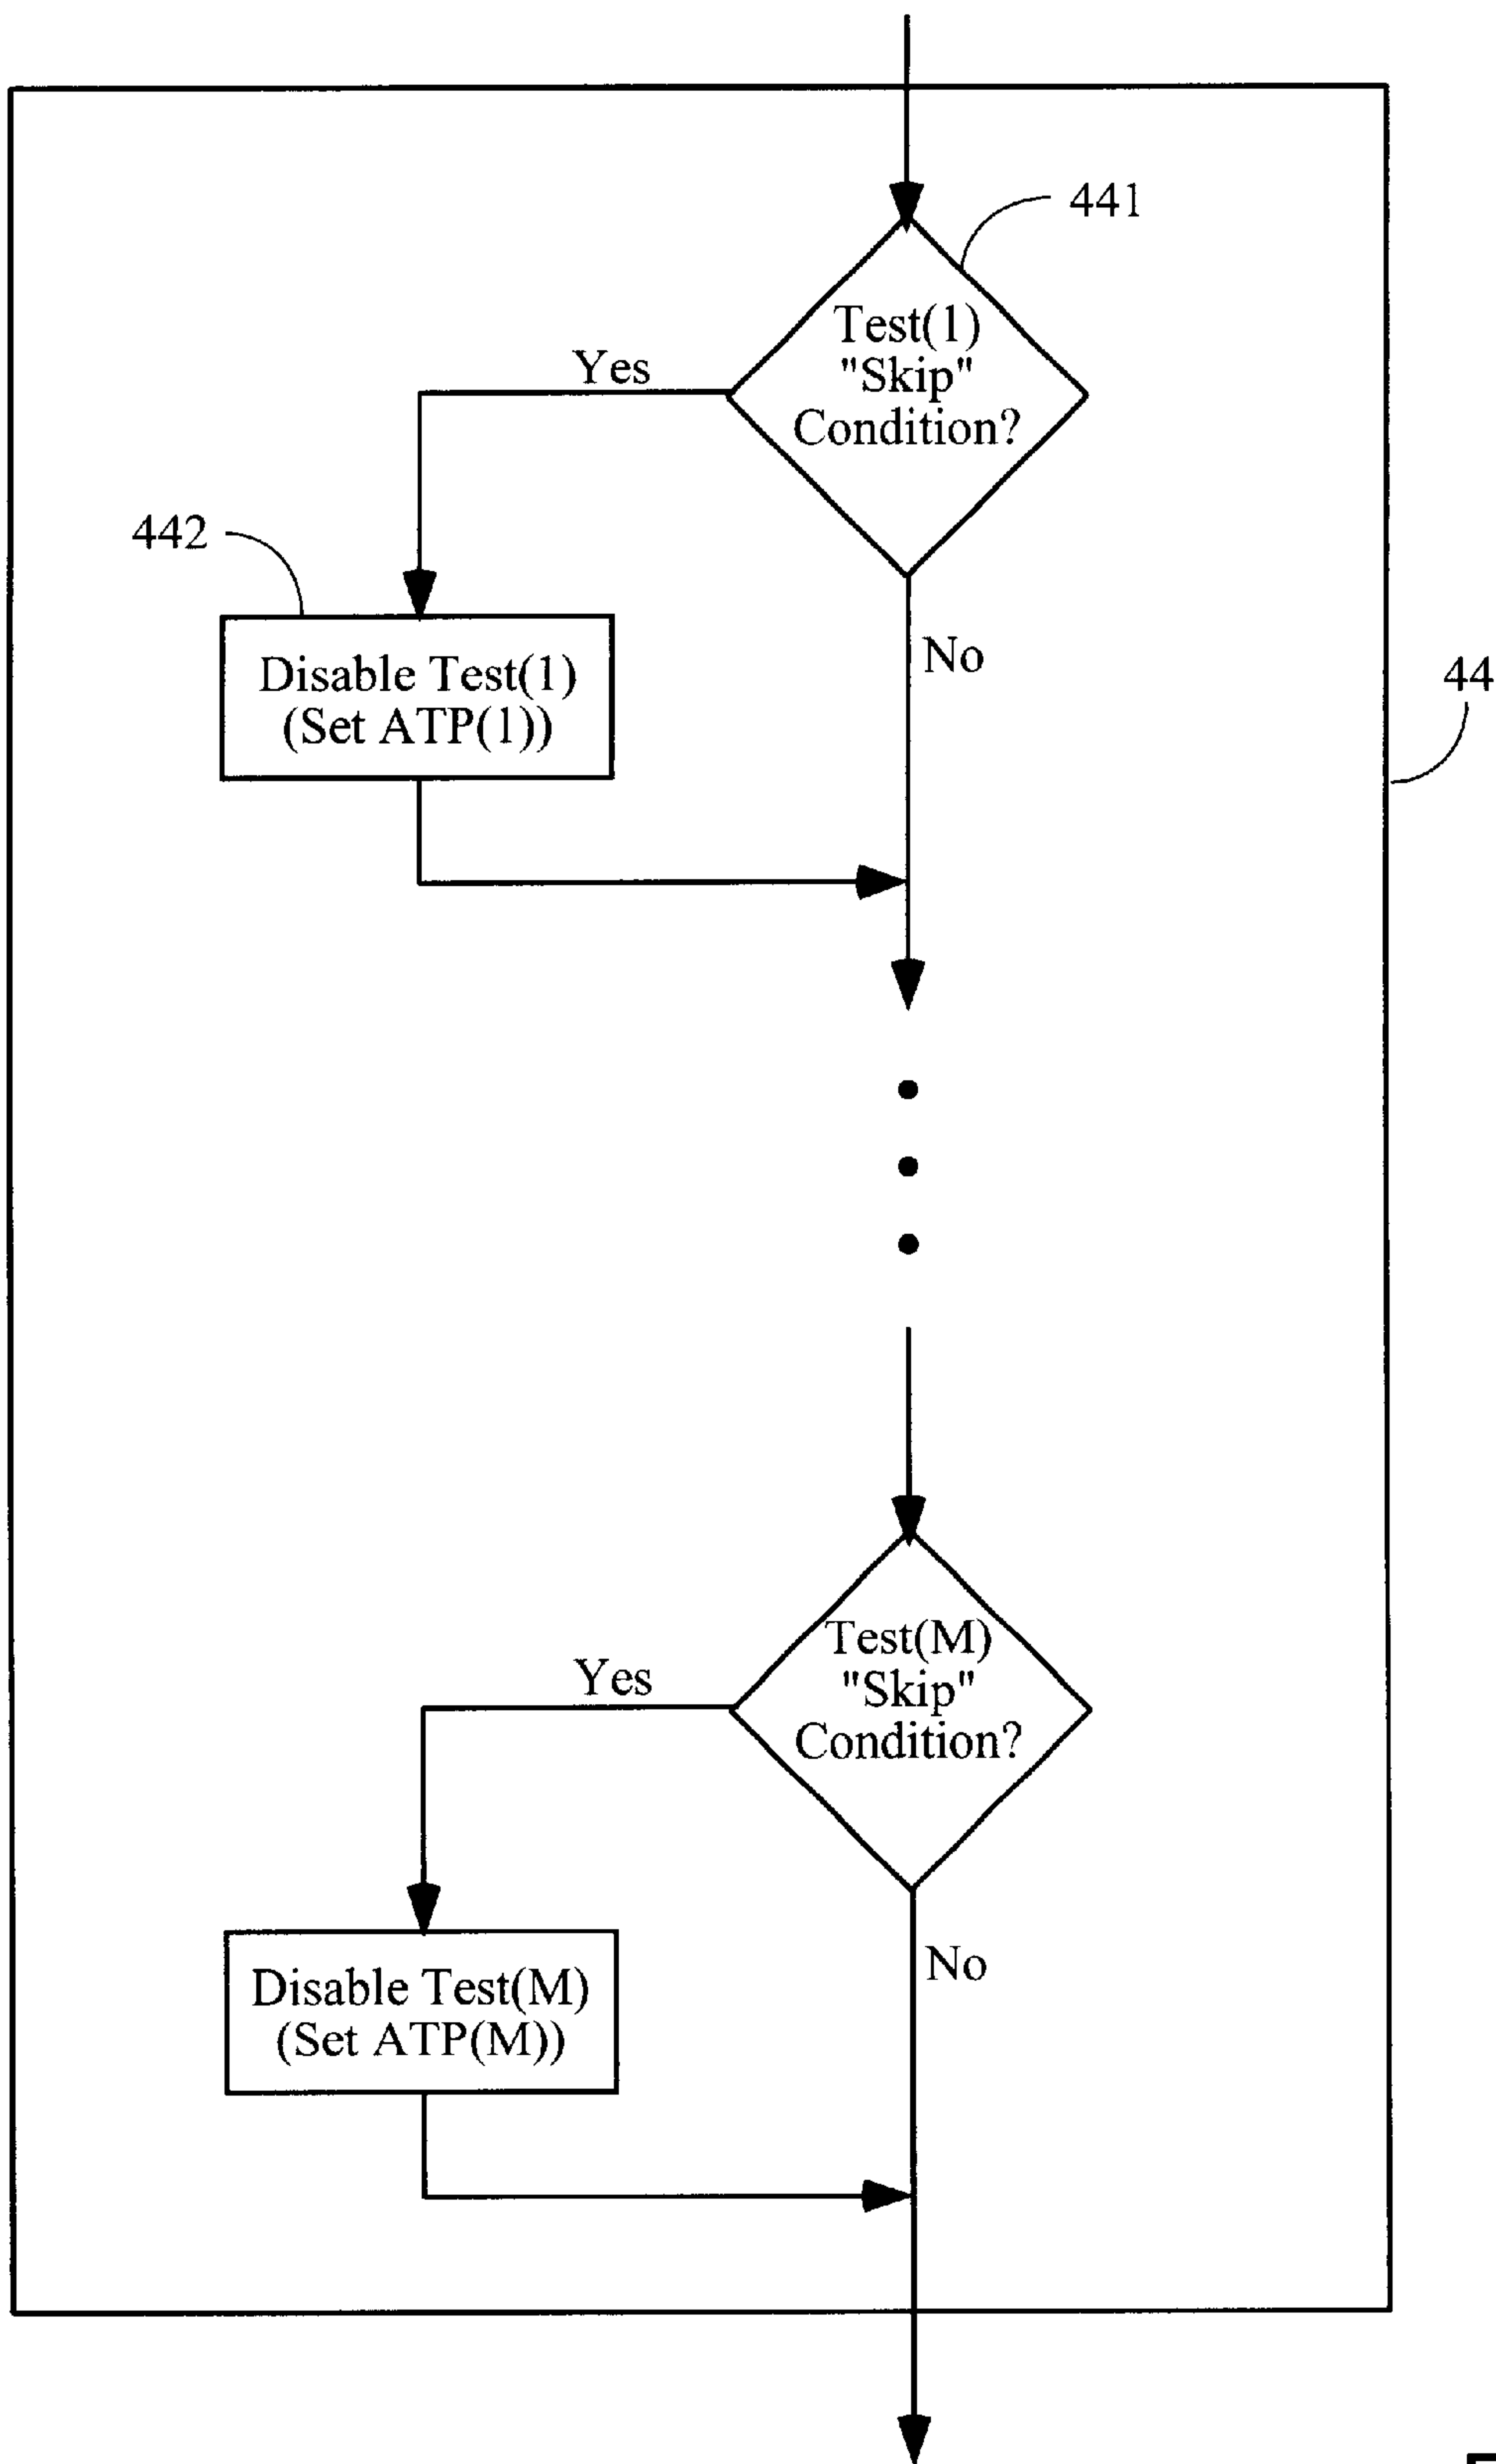 441
Test(1)
"Skip"
Condition?
Yes
442
Disable Test(1)
(Set ATP(1))
No
44
Test(M)
"Skip"
Condition?
Yes
Disable Test(M)
(Set ATP(M))
No